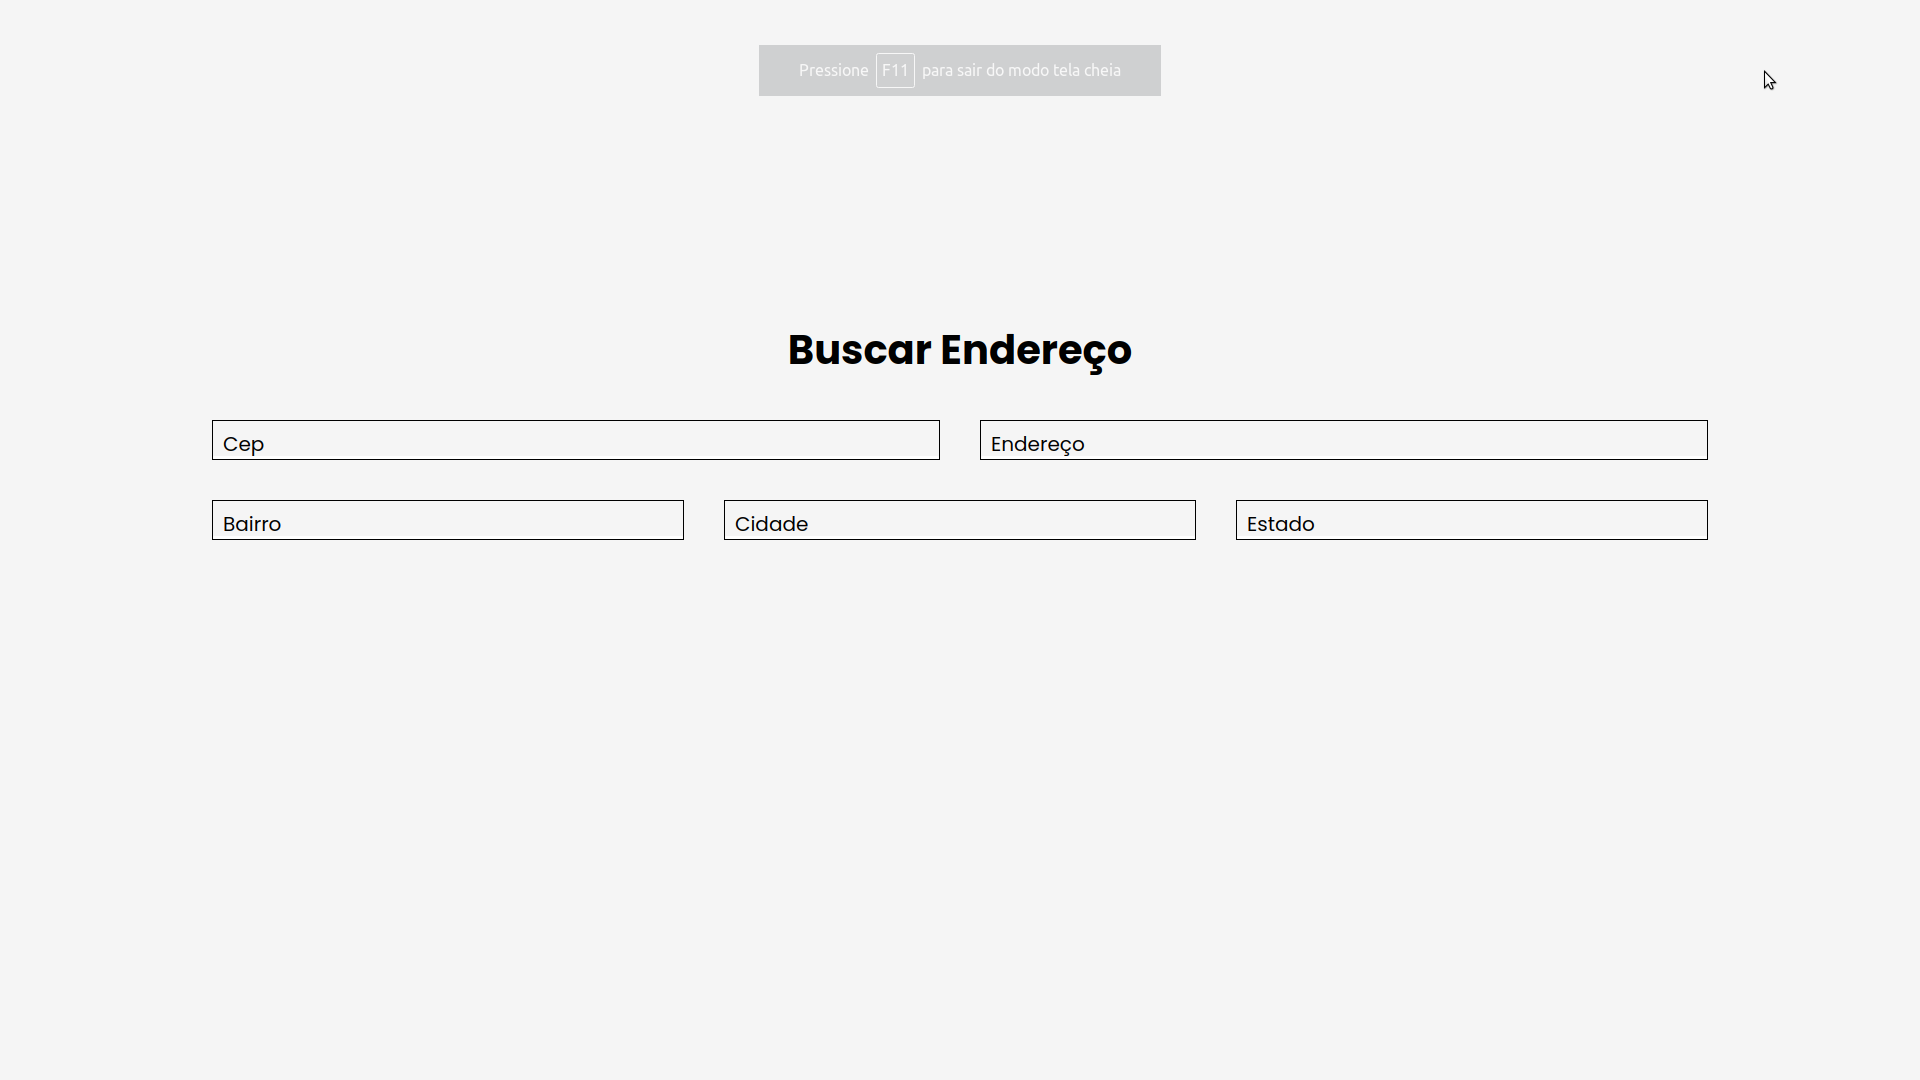 Pressione F11 para sair do modo tela cheia
Buscar Endereço
Cep
Endereço
Bairro
Cidade
Estado